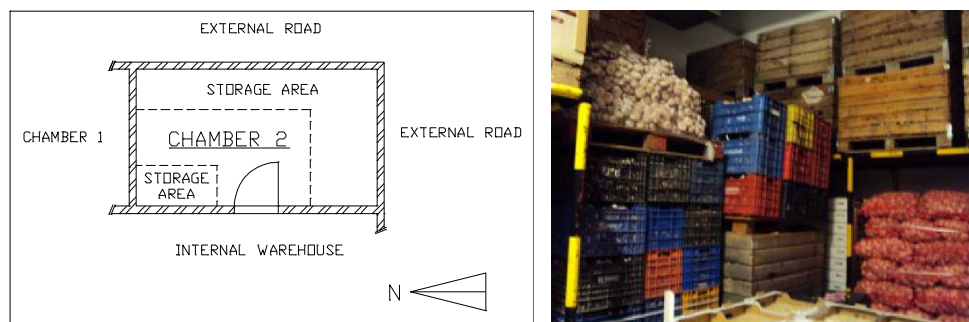 EXTERNAL ROAD
STORAGE AREA
CHAMBER 1
CHAMBER 2
EXTERNAL ROAD
STORAGE
AREA
INTERNAL WAREHOUSE
N